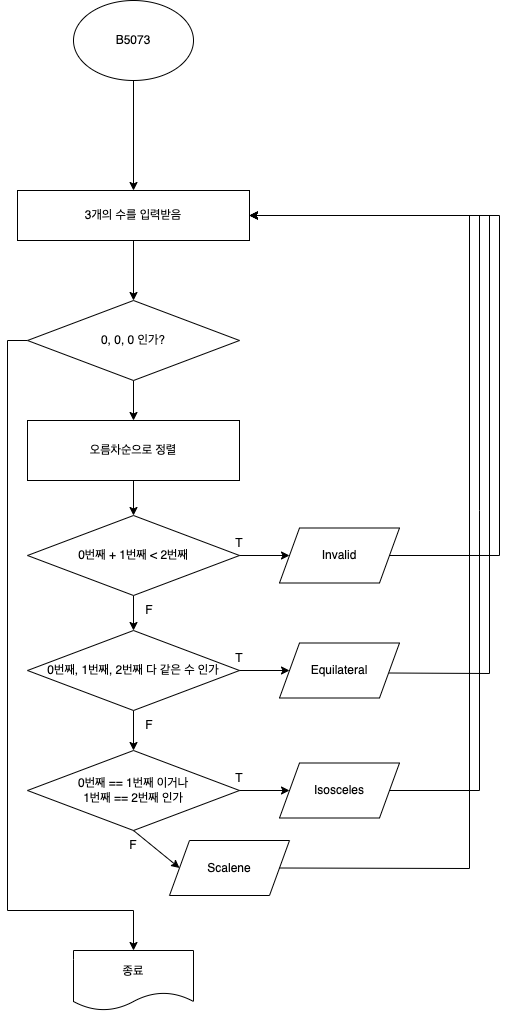 B5073
3개의 수를 입력받음
0, 0, 0 인가?
오름차순으로 정렬
0번째 + 1번째 < 2번째
T
Invalid
F
0번째, 1번째, 2번째 다 같은 수 인가
T
Equilateral
F
0번째 == 1번째 이거나
1번째 == 2번째 인가
T
Isosceles
F
Scalene
종료